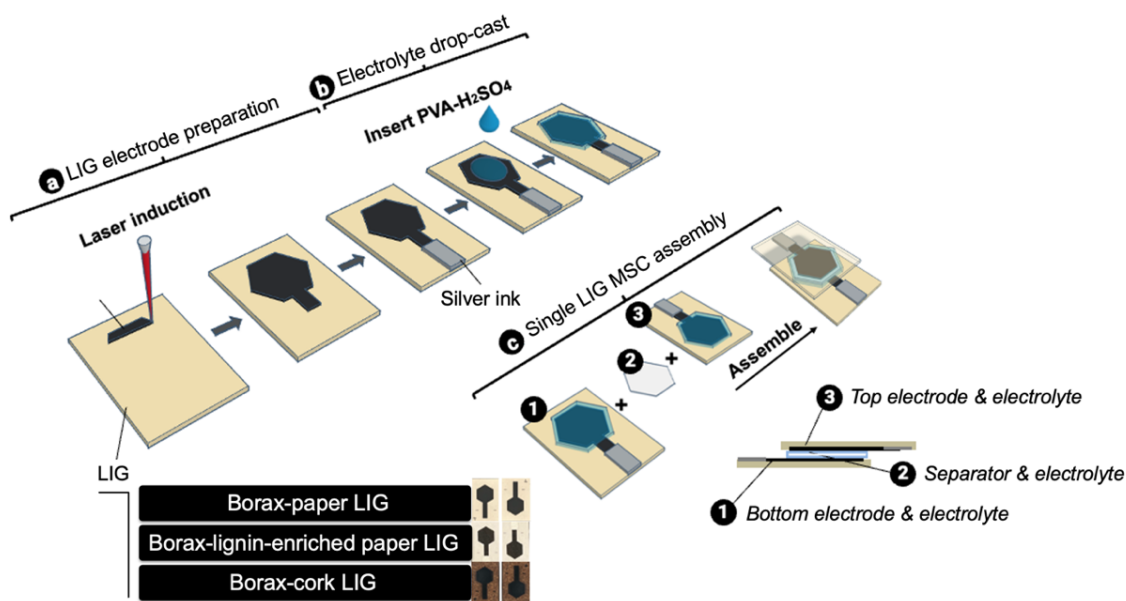 b Electrolyte drop-cast
Insert PVA-H₂SO₄
a LIG electrode preparation
Laser induction
Silver ink
c Single LIG MSC assembly
3
2
+
1
+
Assemble
3 Top electrode & electrolyte
2 Separator & electrolyte
1 Bottom electrode & electrolyte
LIG
Borax-paper LIG
Borax-lignin-enriched paper LIG
Borax-cork LIG